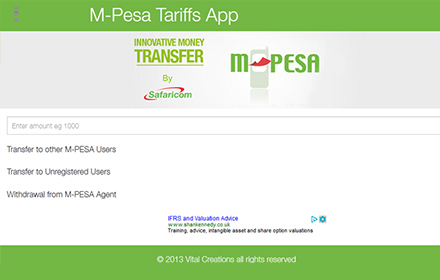 M-Pesa Tariffs App
INNOVATIVE MONEY
TRANSFER
By
Safaricom
M PESA
Enter amount eg 1000
Transfer to other M-PESA Users
Transfer to Unregistered Users
Withdrawal from M-PESA Agent
IFRS and Valuation Advice
www.shankennedy.co.uk
Training, advice, intangible asset and share option valuations
© 2013 Vital Creations all rights reserved